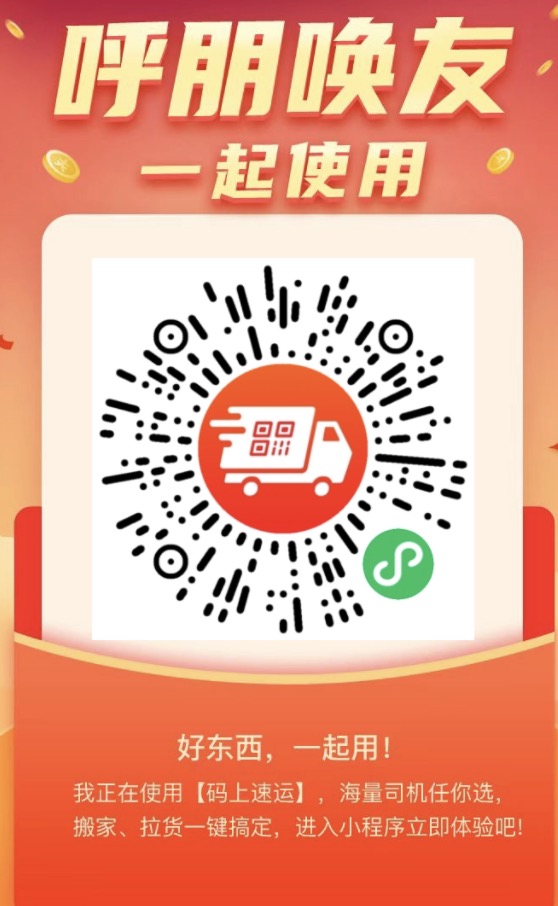 呼朋唤友
一起使用
好东西，一起用！
我正在使用【码上速运】，海量司机任你选，
搬家、拉货一键搞定，进入小程序立即体验吧！